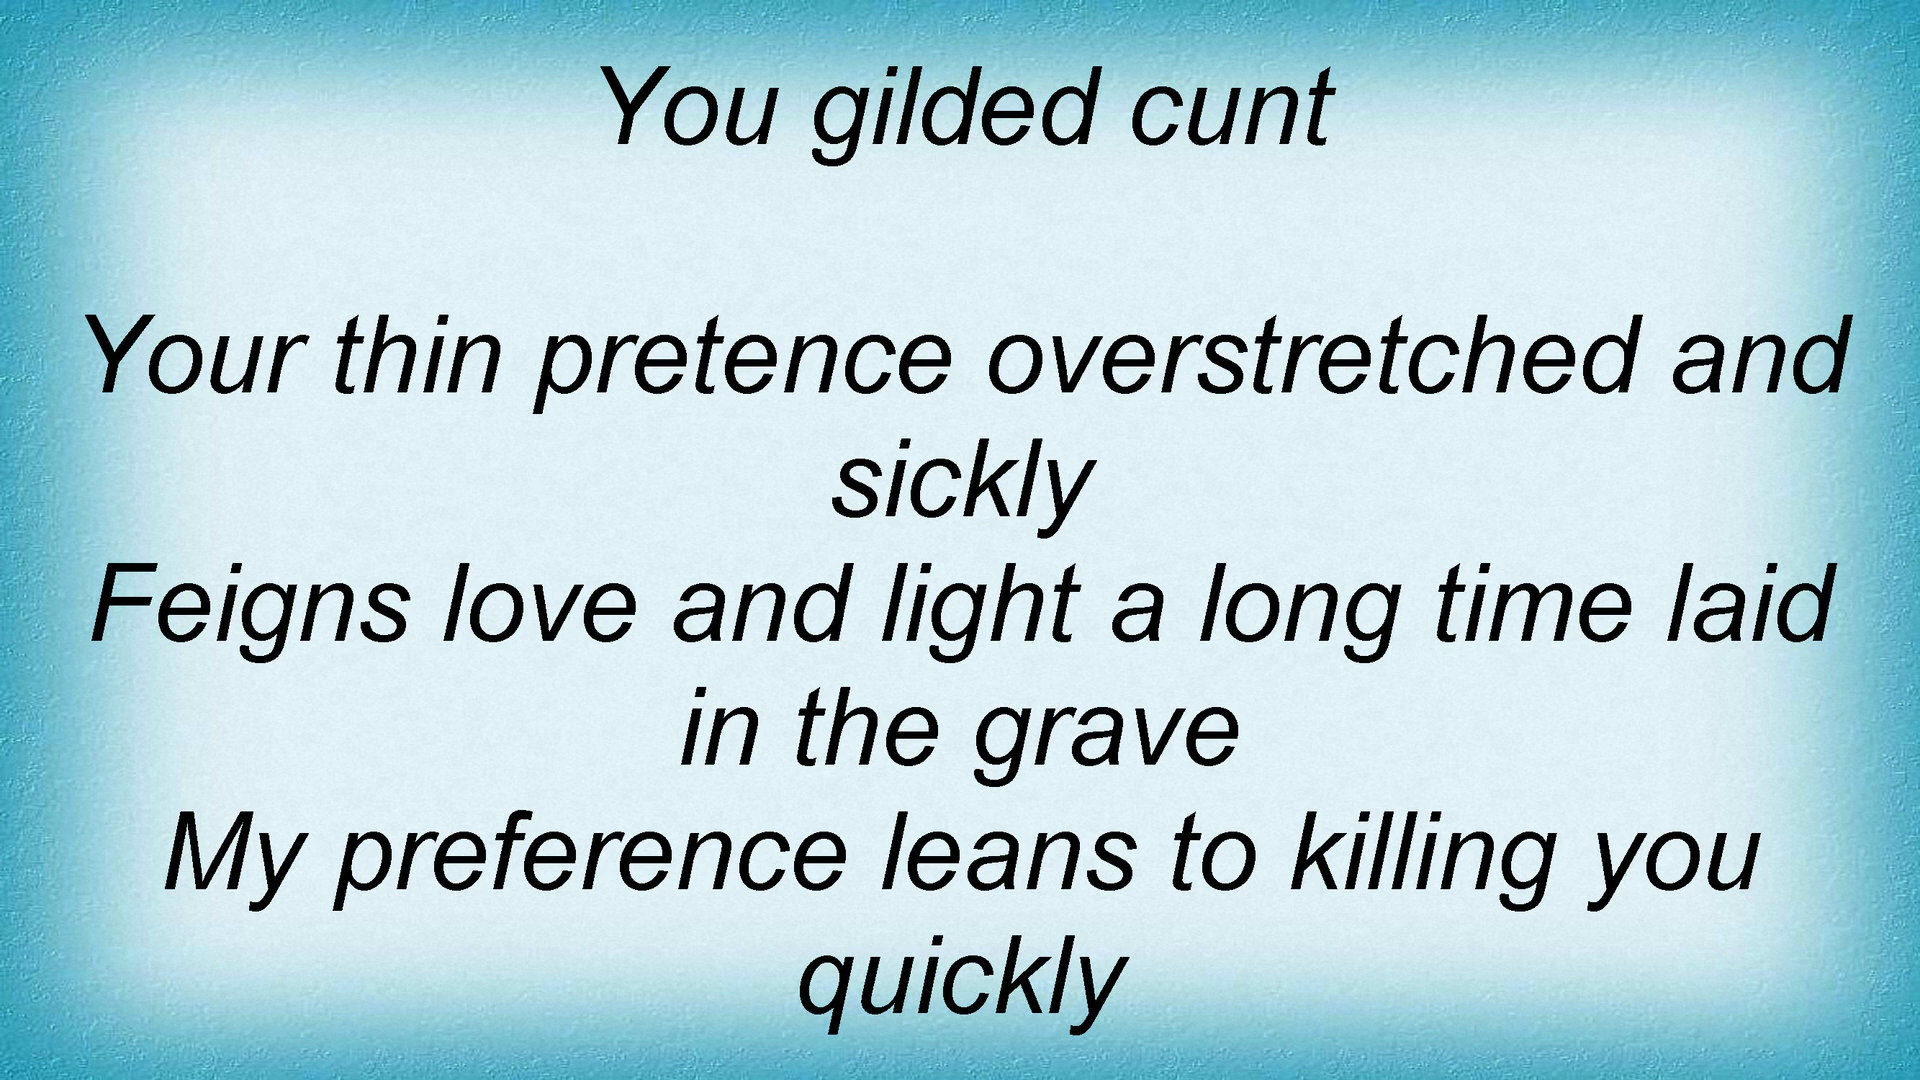 You gilded cunt
Your thin pretence overstretched and
sickly
Feigns love and light a long time laid
in the grave
My preference leans to killing you
quickly